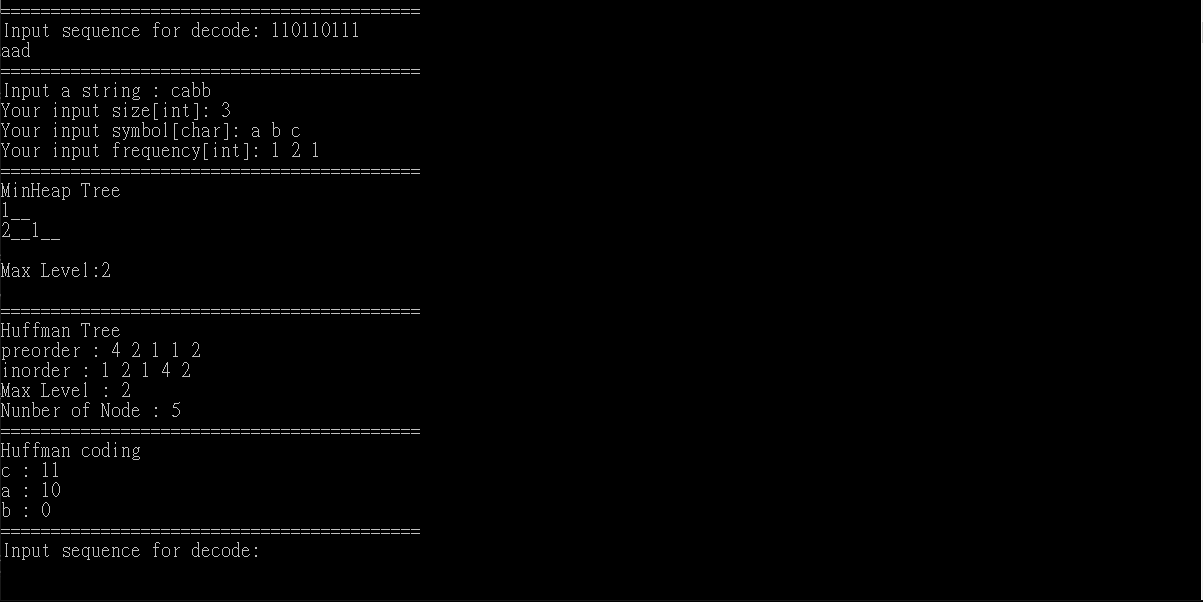 ==========================================
Input sequence for decode: 110110111
aad
==========================================
Input a string : cabb
Your input size[int]: 3
Your input symbol[char]: a b c
Your input frequency[int]: 1 2 1
==========================================
MinHeap Tree
1__
2__1__
Max Level:2
==========================================
Huffman Tree
preorder : 4 2 1 1 2
inorder : 1 2 1 4 2
Max Level : 2
Nunber of Node : 5
==========================================
Huffman coding
c : 11
a : 10
b : 0
==========================================
Input sequence for decode: